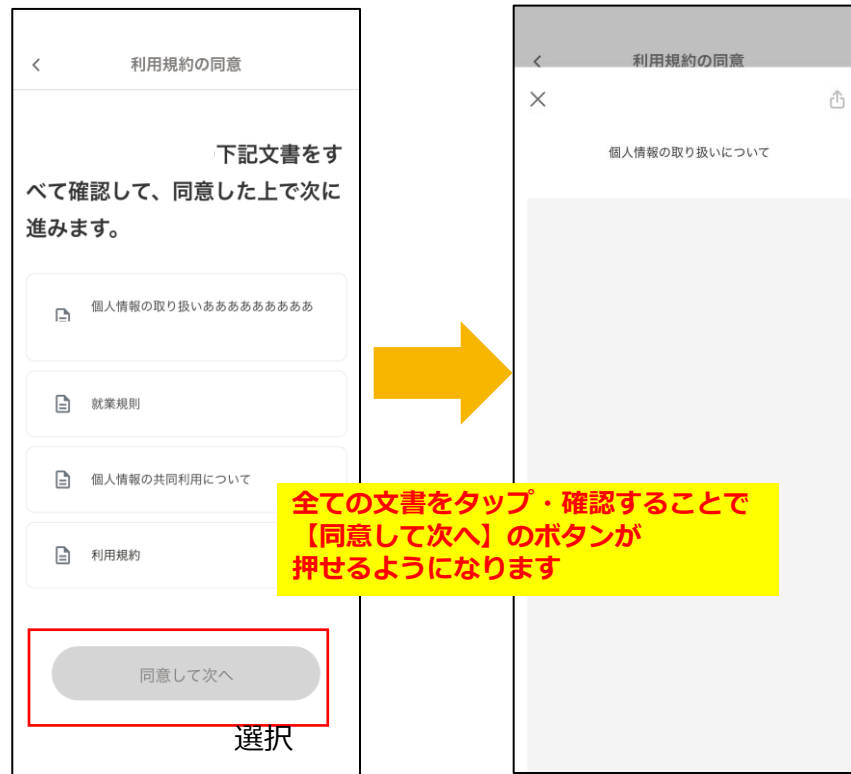 利用規約の同意
下記文書をす
べて確認して、同意した上で次に
進みます。
個人情報の取り扱いあああああああああ
就業規則
個人情報の共同利用について
利用規約
同意して次へ
選択
利用規約の同意
個人情報の取り扱いについて
全ての文書をタップ・確認することで
【同意して次へ】のボタンが
押せるようになります